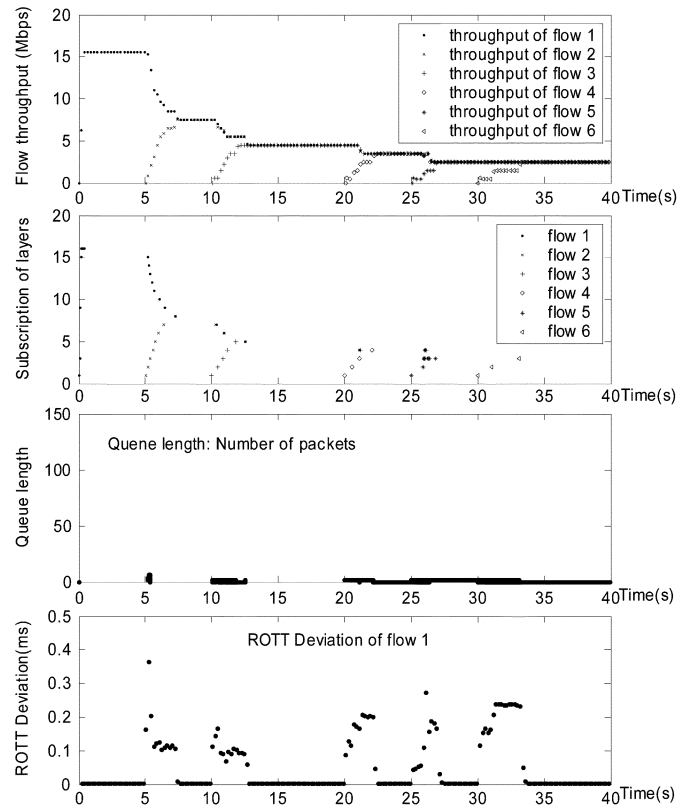 Flow throughput (Mbps)
20
15
10
5
0
throughput of flow 1
throughput of flow 2
throughput of flow 3
throughput of flow 4
throughput of flow 5
throughput of flow 6
0 5 10 15 20 25 30 35 40 Time(s)
Subscription of layers
20
15
10
5
0
flow 1
flow 2
flow 3
flow 4
flow 5
flow 6
0 5 10 15 20 25 30 35 40 Time(s)
Queue length
150
100
50
0
Quene length: Number of packets
0 5 10 15 20 25 30 35 40 Time(s)
ROTT Deviation(ms)
0.5
0.4
0.3
0.2
0.1
0
ROTT Deviation of flow 1
0 5 10 15 20 25 30 35 40 Time(s)